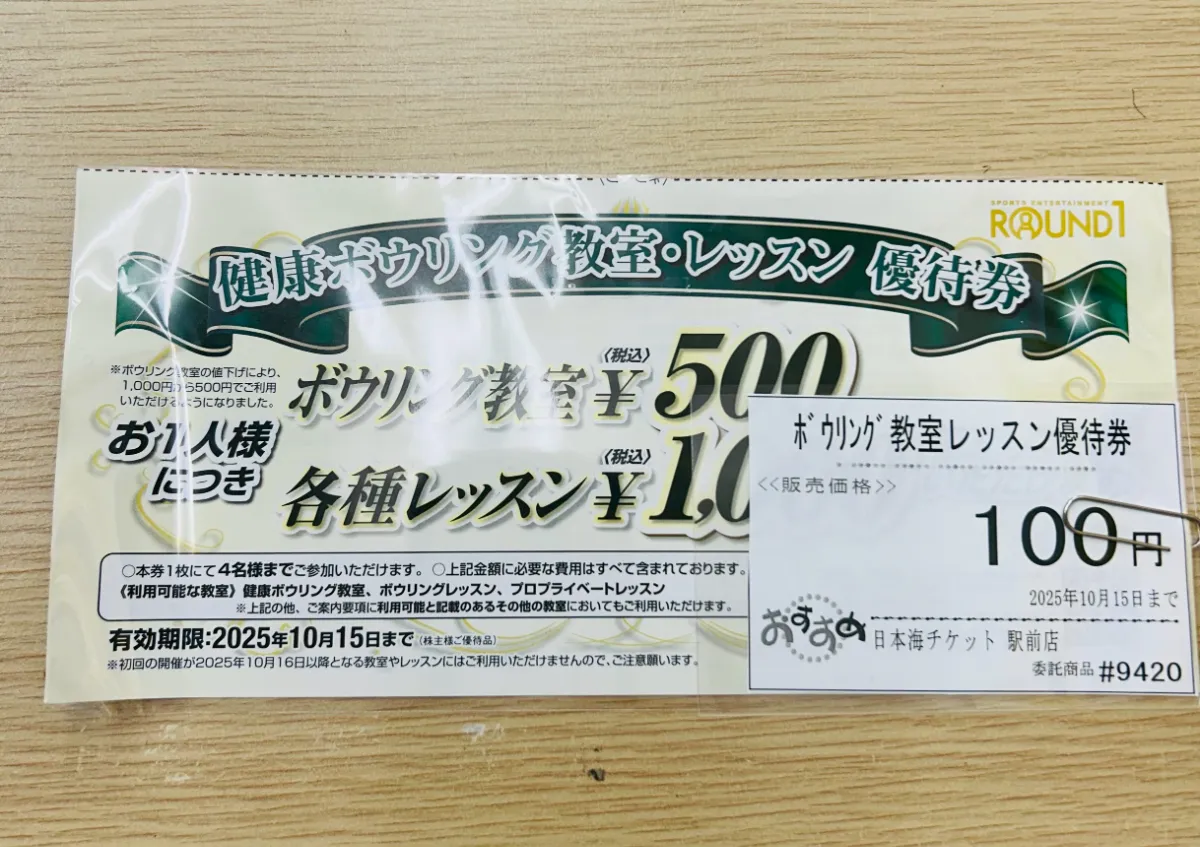 SPORTS ENTERTAINMENT
ROUND1
健康ボウリング教室・レッスン 優待券
※ボウリング教室の値下げにより、
1,000円から500円でご利用
いただけるようになりました。
お1人様
につき
ボウリング教室 〈税込〉 ¥500
各種レッスン 〈税込〉 ¥1,0
○本券1枚にて4名様までご参加いただけます。 ○上記金額に必要な費用はすべて含まれております。
《利用可能な教室》健康ボウリング教室、ボウリングレッスン、プロプライベートレッスン
※上記の他、ご案内要項に利用可能と記載のあるその他の教室においてもご利用いただけます。
有効期限:2025年10月15日まで(株主様ご優待品)
※初回の開催が2025年10月16日以降となる教室やレッスンにはご利用いただけませんので、ご注意願います。
ボウリング教室レッスン優待券
<<販売価格>>
100円
2025年10月15日まで
おすすめ
日本海チケット 駅前店
委託商品 #9420